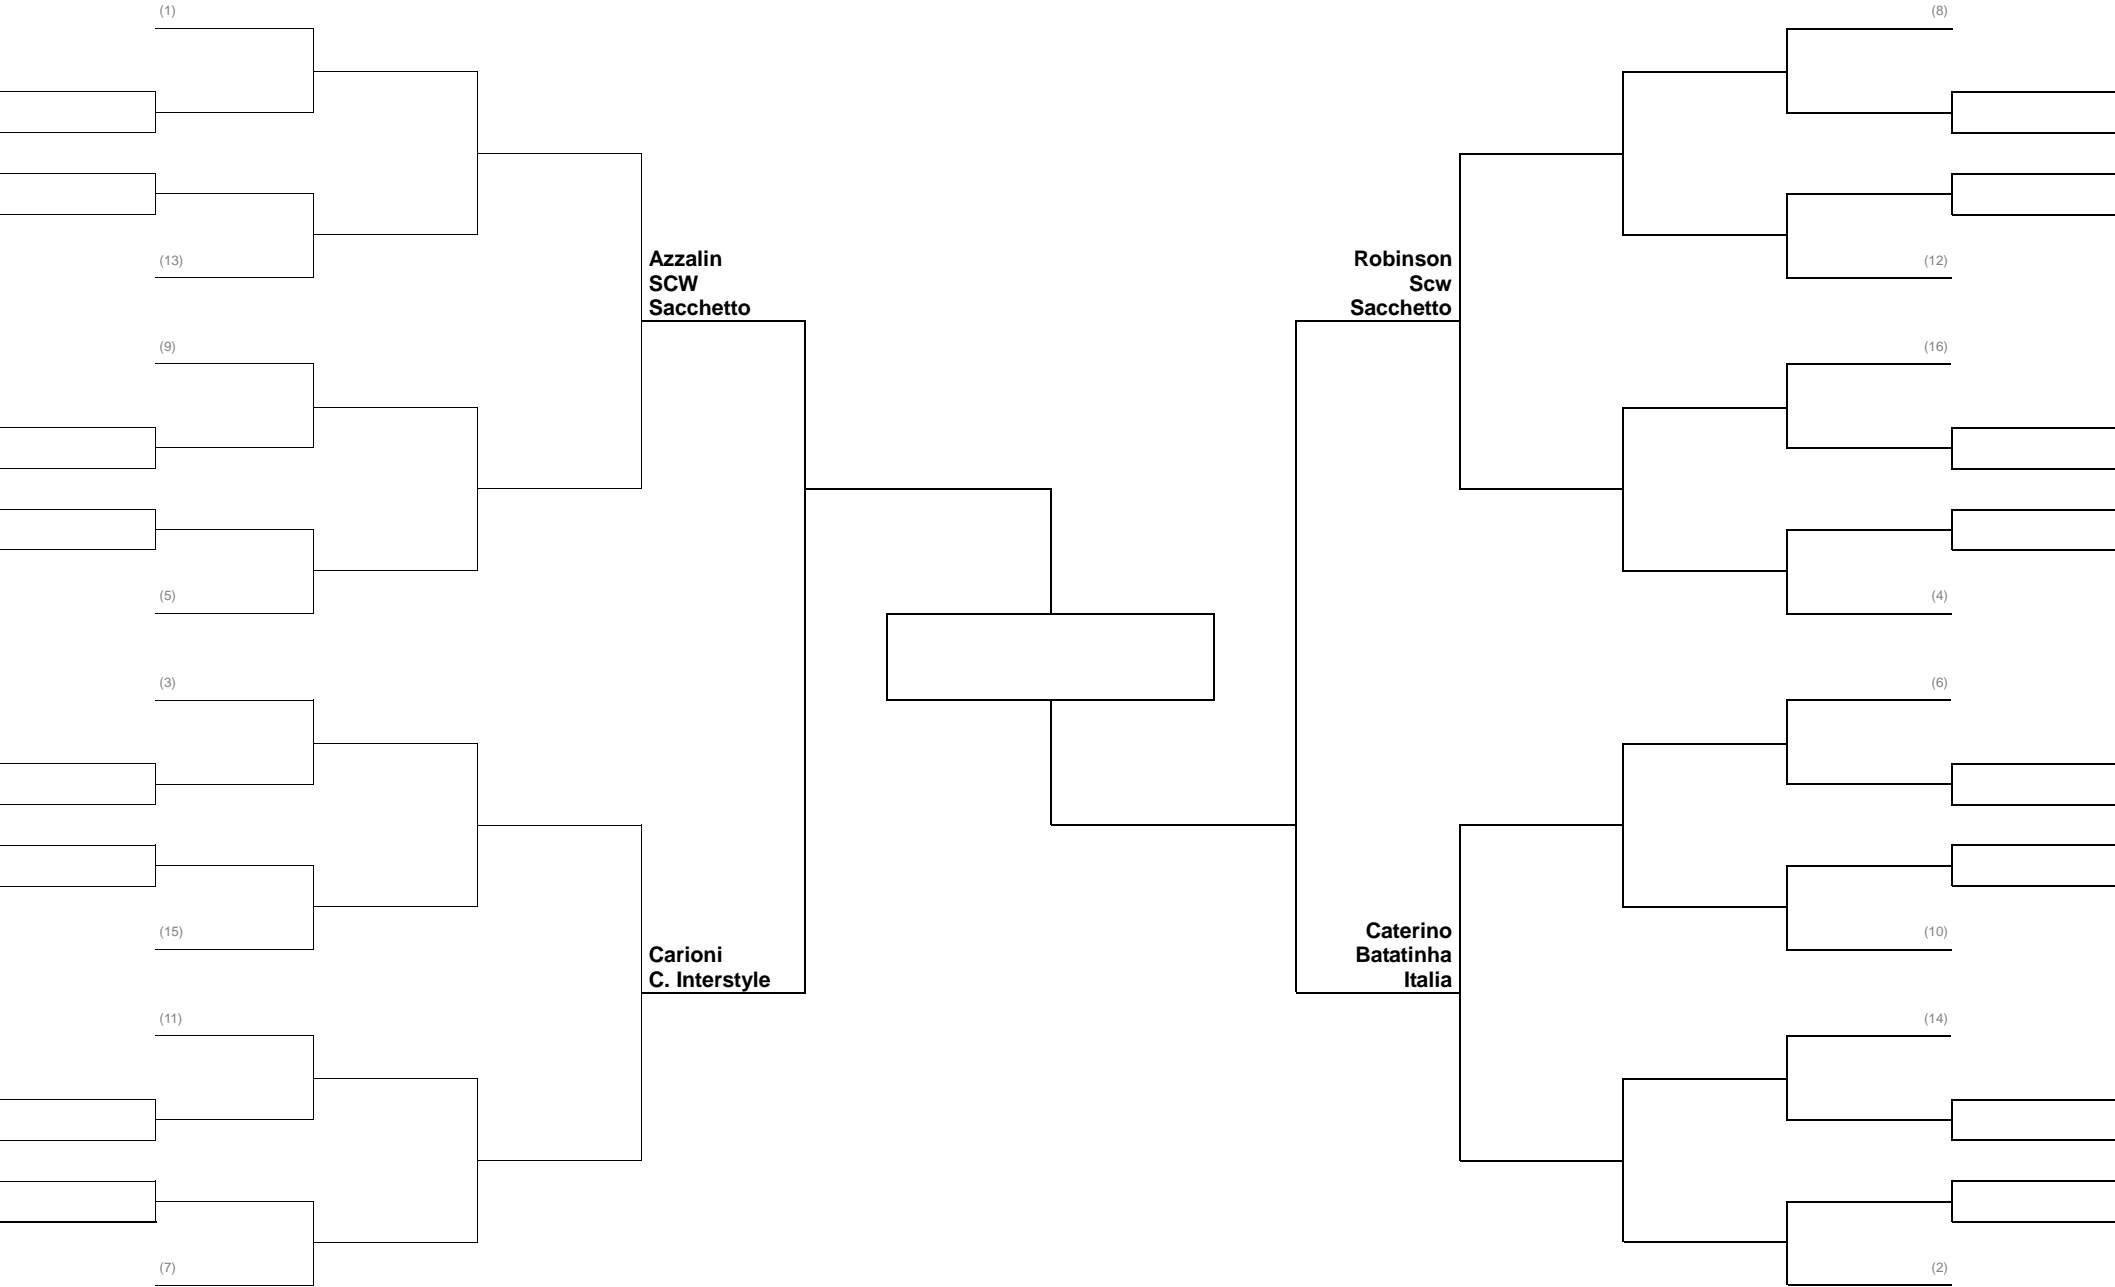 (1)
(13)
(9)
(5)
(3)
(15)
(11)
(7)
Azzalin
SCW
Sacchetto
Carioni
C. Interstyle
Robinson
Scw
Sacchetto
Caterino
Batatinha
Italia
(8)
(12)
(16)
(4)
(6)
(10)
(14)
(2)